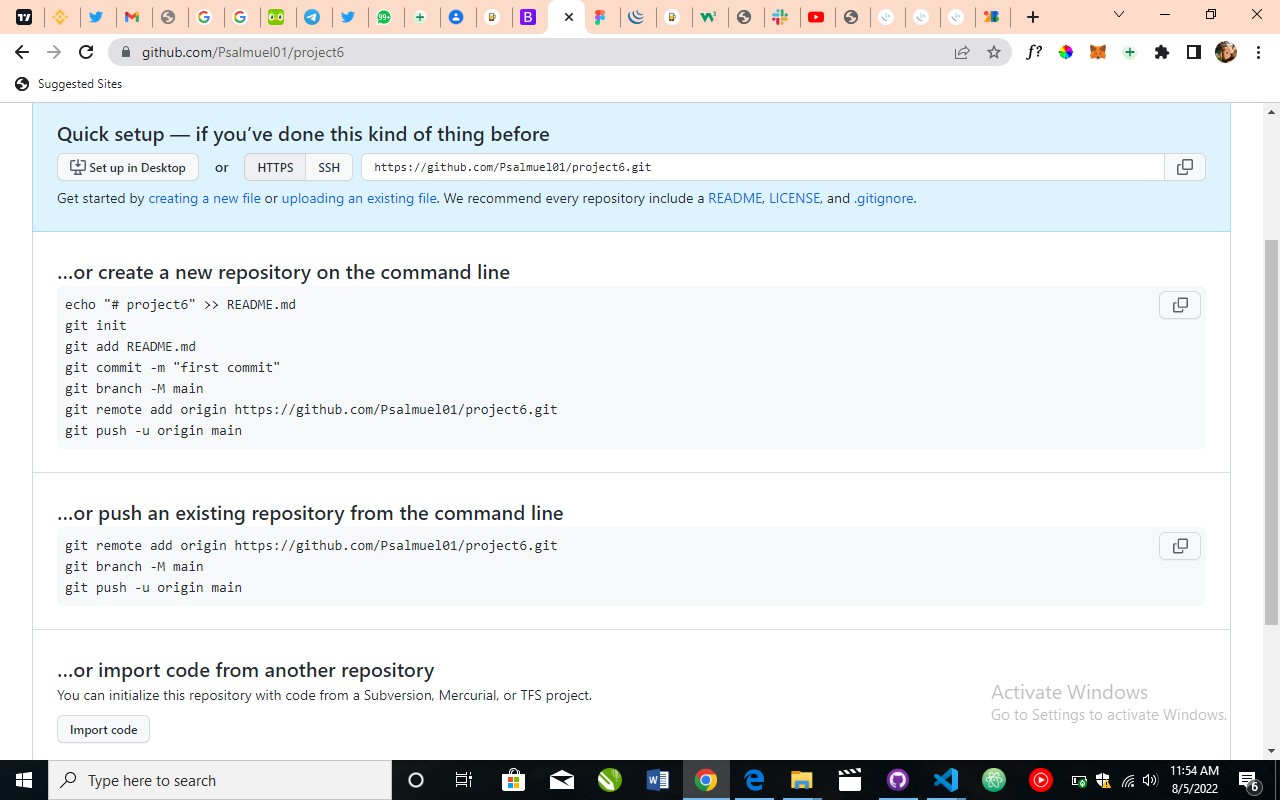 99+
github.com/Psalmuel01/project6
f?
Suggested Sites
Quick setup — if you’ve done this kind of thing before
Set up in Desktop or HTTPS SSH https://github.com/Psalmuel01/project6.git
Get started by creating a new file or uploading an existing file. We recommend every repository include a README, LICENSE, and .gitignore.
…or create a new repository on the command line
echo "# project6" >> README.md
git init
git add README.md
git commit -m "first commit"
git branch -M main
git remote add origin https://github.com/Psalmuel01/project6.git
git push -u origin main
…or push an existing repository from the command line
git remote add origin https://github.com/Psalmuel01/project6.git
git branch -M main
git push -u origin main
…or import code from another repository
You can initialize this repository with code from a Subversion, Mercurial, or TFS project.
Import code
Activate Windows
Go to Settings to activate Windows.
Type here to search
11:54 AM
8/5/2022
6